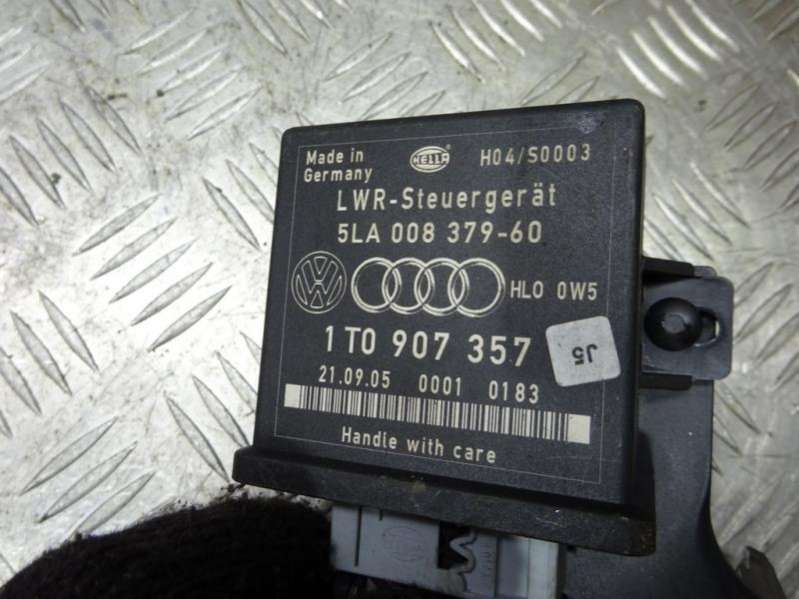 Made in
Germany
HELLA
H04/S0003
LWR-Steuergerät
5LA 008 379-60
VW
HLO 0W5
1T0 907 357
J5
21.09.05 0001 0183
Handle with care